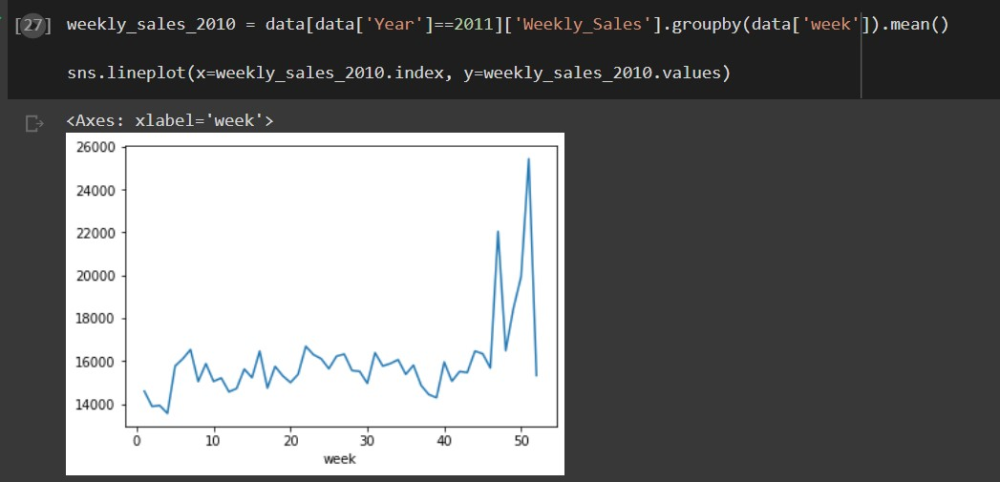 [27] weekly_sales_2010 = data[data['Year']==2011]['Weekly_Sales'].groupby(data['week']).mean()
sns.lineplot(x=weekly_sales_2010.index, y=weekly_sales_2010.values)
<Axes: xlabel='week'>
26000
24000
22000
20000
18000
16000
14000
0 10 20 30 40 50
week